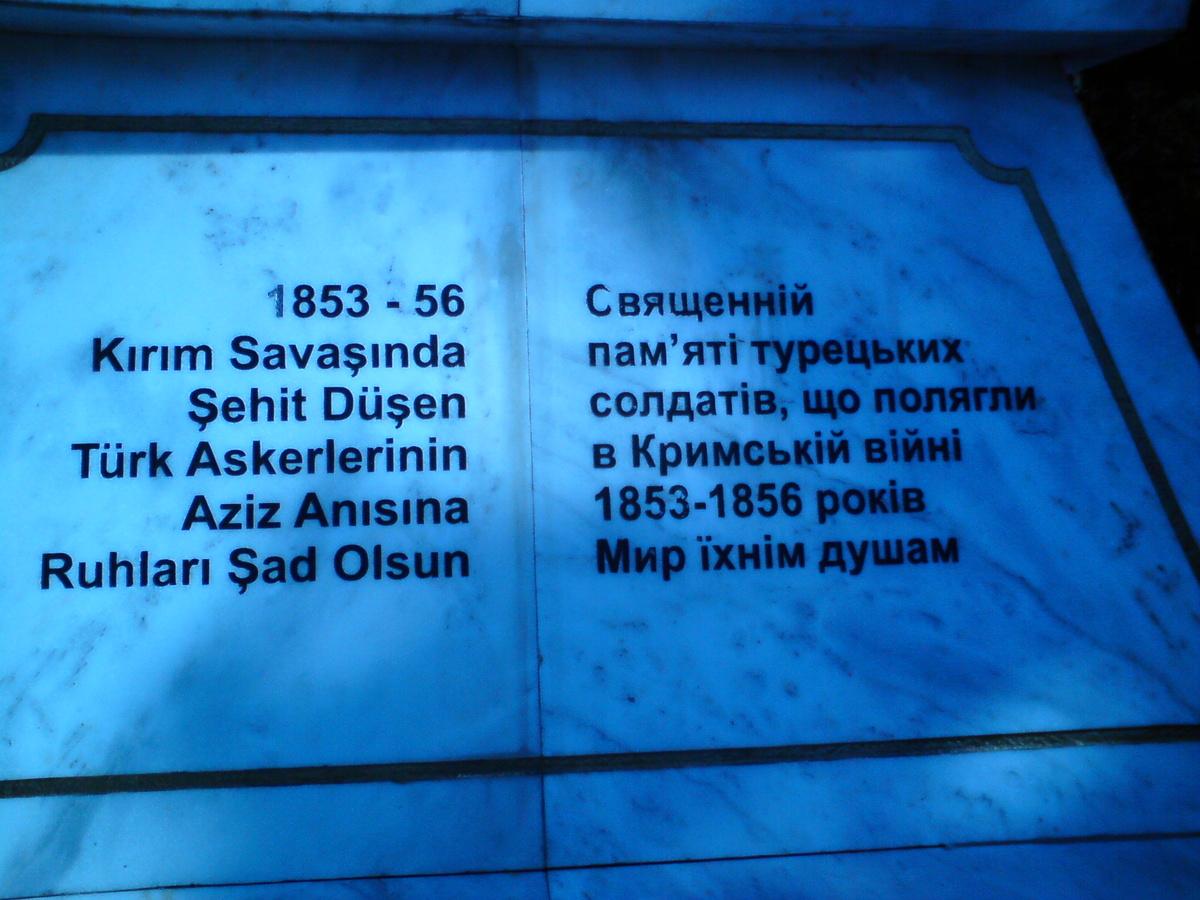 1853 - 56
Kırım Savaşında
Şehit Düşen
Türk Askerlerinin
Aziz Anısına
Ruhları Şad Olsun
Священній
пам’яті турецьких
солдатів, що полягли
в Кримській війні
1853-1856 років
Мир їхнім душам